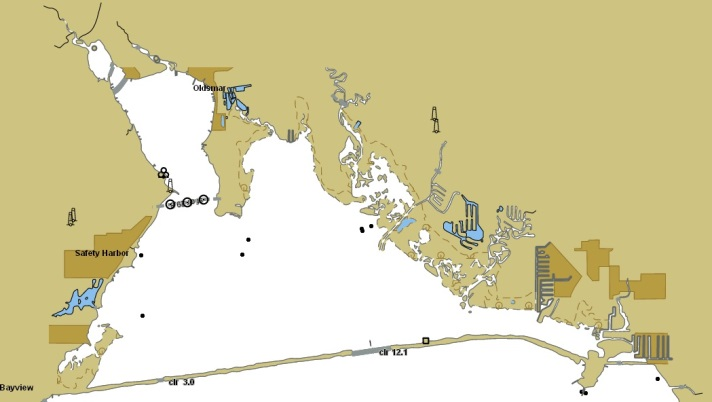 Oldsmar
Safety Harbor
clr 12.1
clr 3.0
Bayview